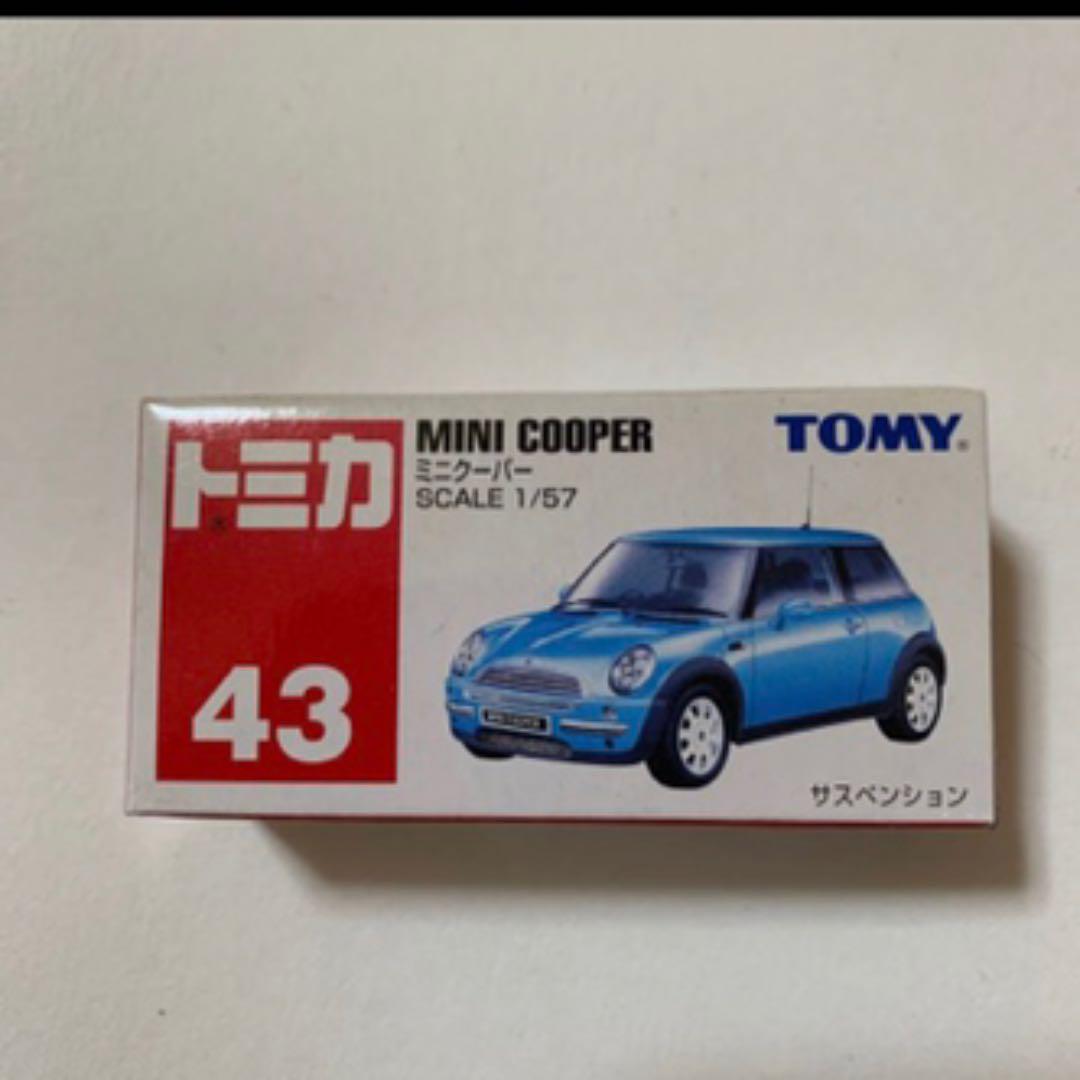 トミカ
43
MINI COOPER
ミニクーパー
SCALE 1/57
TOMY
サスペンション